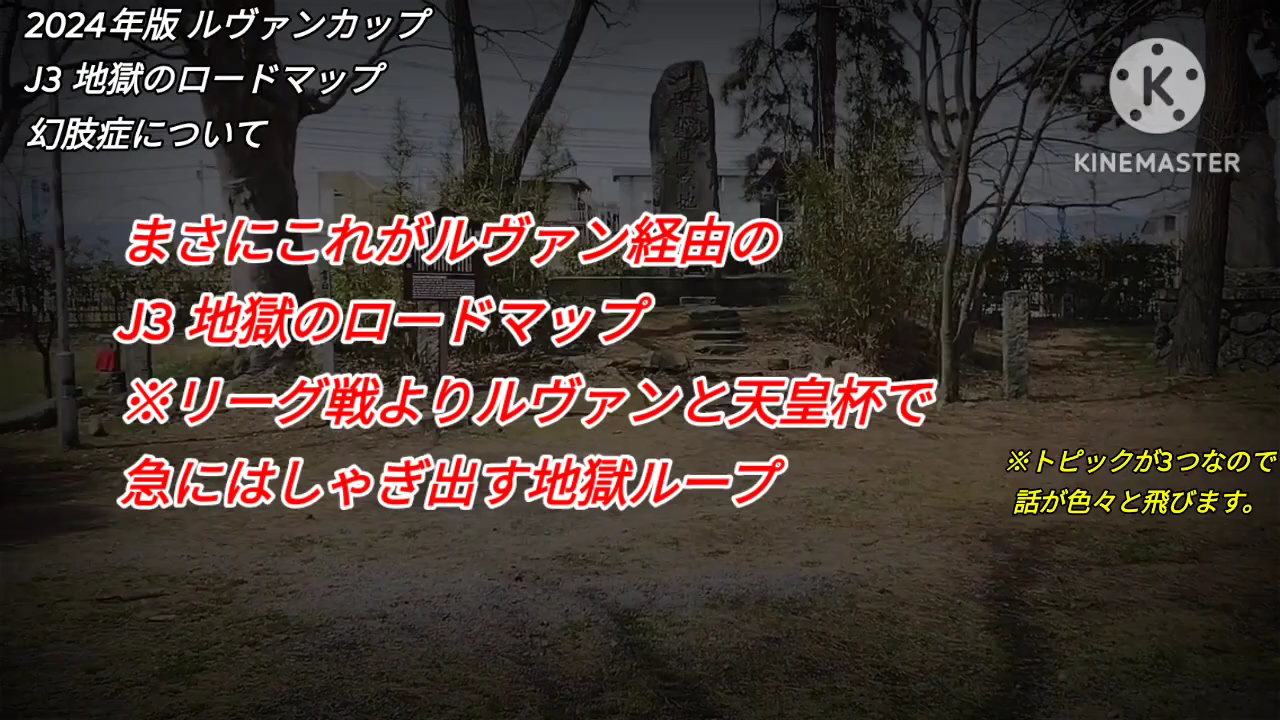 2024年版 ルヴァンカップ
J3 地獄のロードマップ
幻肢症について
KINEMASTER
まさにこれがルヴァン経由の
J3 地獄のロードマップ
※リーグ戦よりルヴァンと天皇杯で
急にはしゃぎ出す地獄ループ
※トピックが3つなので
話が色々と飛びます。